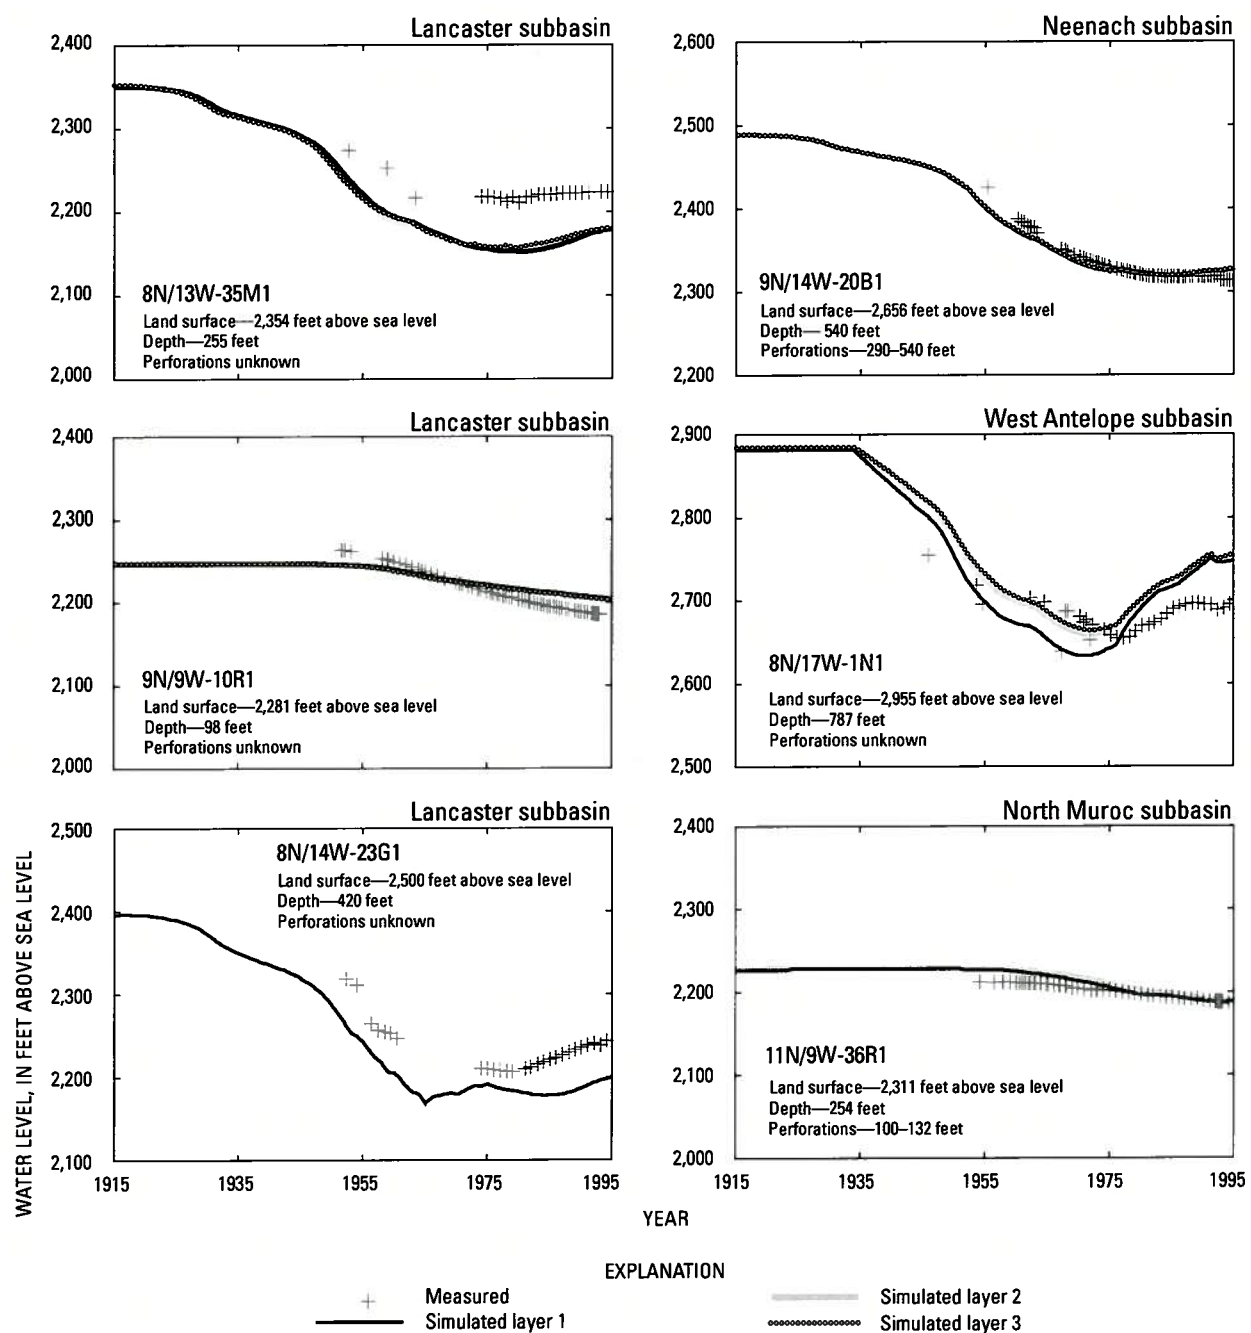 Lancaster subbasin
2,400
2,300
2,200
2,100
2,000
8N/13W-35M1
Land surface—2,354 feet above sea level
Depth—255 feet
Perforations unknown
Neenach subbasin
2,600
2,500
2,400
2,300
2,200
9N/14W-20B1
Land surface—2,656 feet above sea level
Depth— 540 feet
Perforations—290–540 feet
Lancaster subbasin
2,400
2,300
2,200
2,100
2,000
9N/9W-10R1
Land surface—2,281 feet above sea level
Depth—98 feet
Perforations unknown
West Antelope subbasin
2,900
2,800
2,700
2,600
2,500
8N/17W-1N1
Land surface—2,955 feet above sea level
Depth—787 feet
Perforations unknown
Lancaster subbasin
2,500
2,400
2,300
2,200
2,100
8N/14W-23G1
Land surface—2,500 feet above sea level
Depth—420 feet
Perforations unknown
1915 1935 1955 1975 1995
North Muroc subbasin
2,400
2,300
2,200
2,100
2,000
11N/9W-36R1
Land surface—2,311 feet above sea level
Depth—254 feet
Perforations—100–132 feet
1915 1935 1955 1975 1995
WATER LEVEL, IN FEET ABOVE SEA LEVEL
YEAR
EXPLANATION
Measured
Simulated layer 1
Simulated layer 2
Simulated layer 3